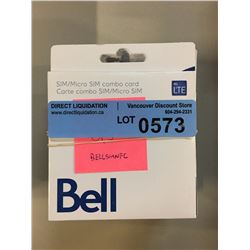 SIM/Micro SIM combo card
Carte combo SIM/Micro SIM
LTE
DIRECT LIQUIDATION
www.directliquidation.ca
Vancouver Discount Store
604-294-2331
LOT 0573
BELLSIMNFC
Bell